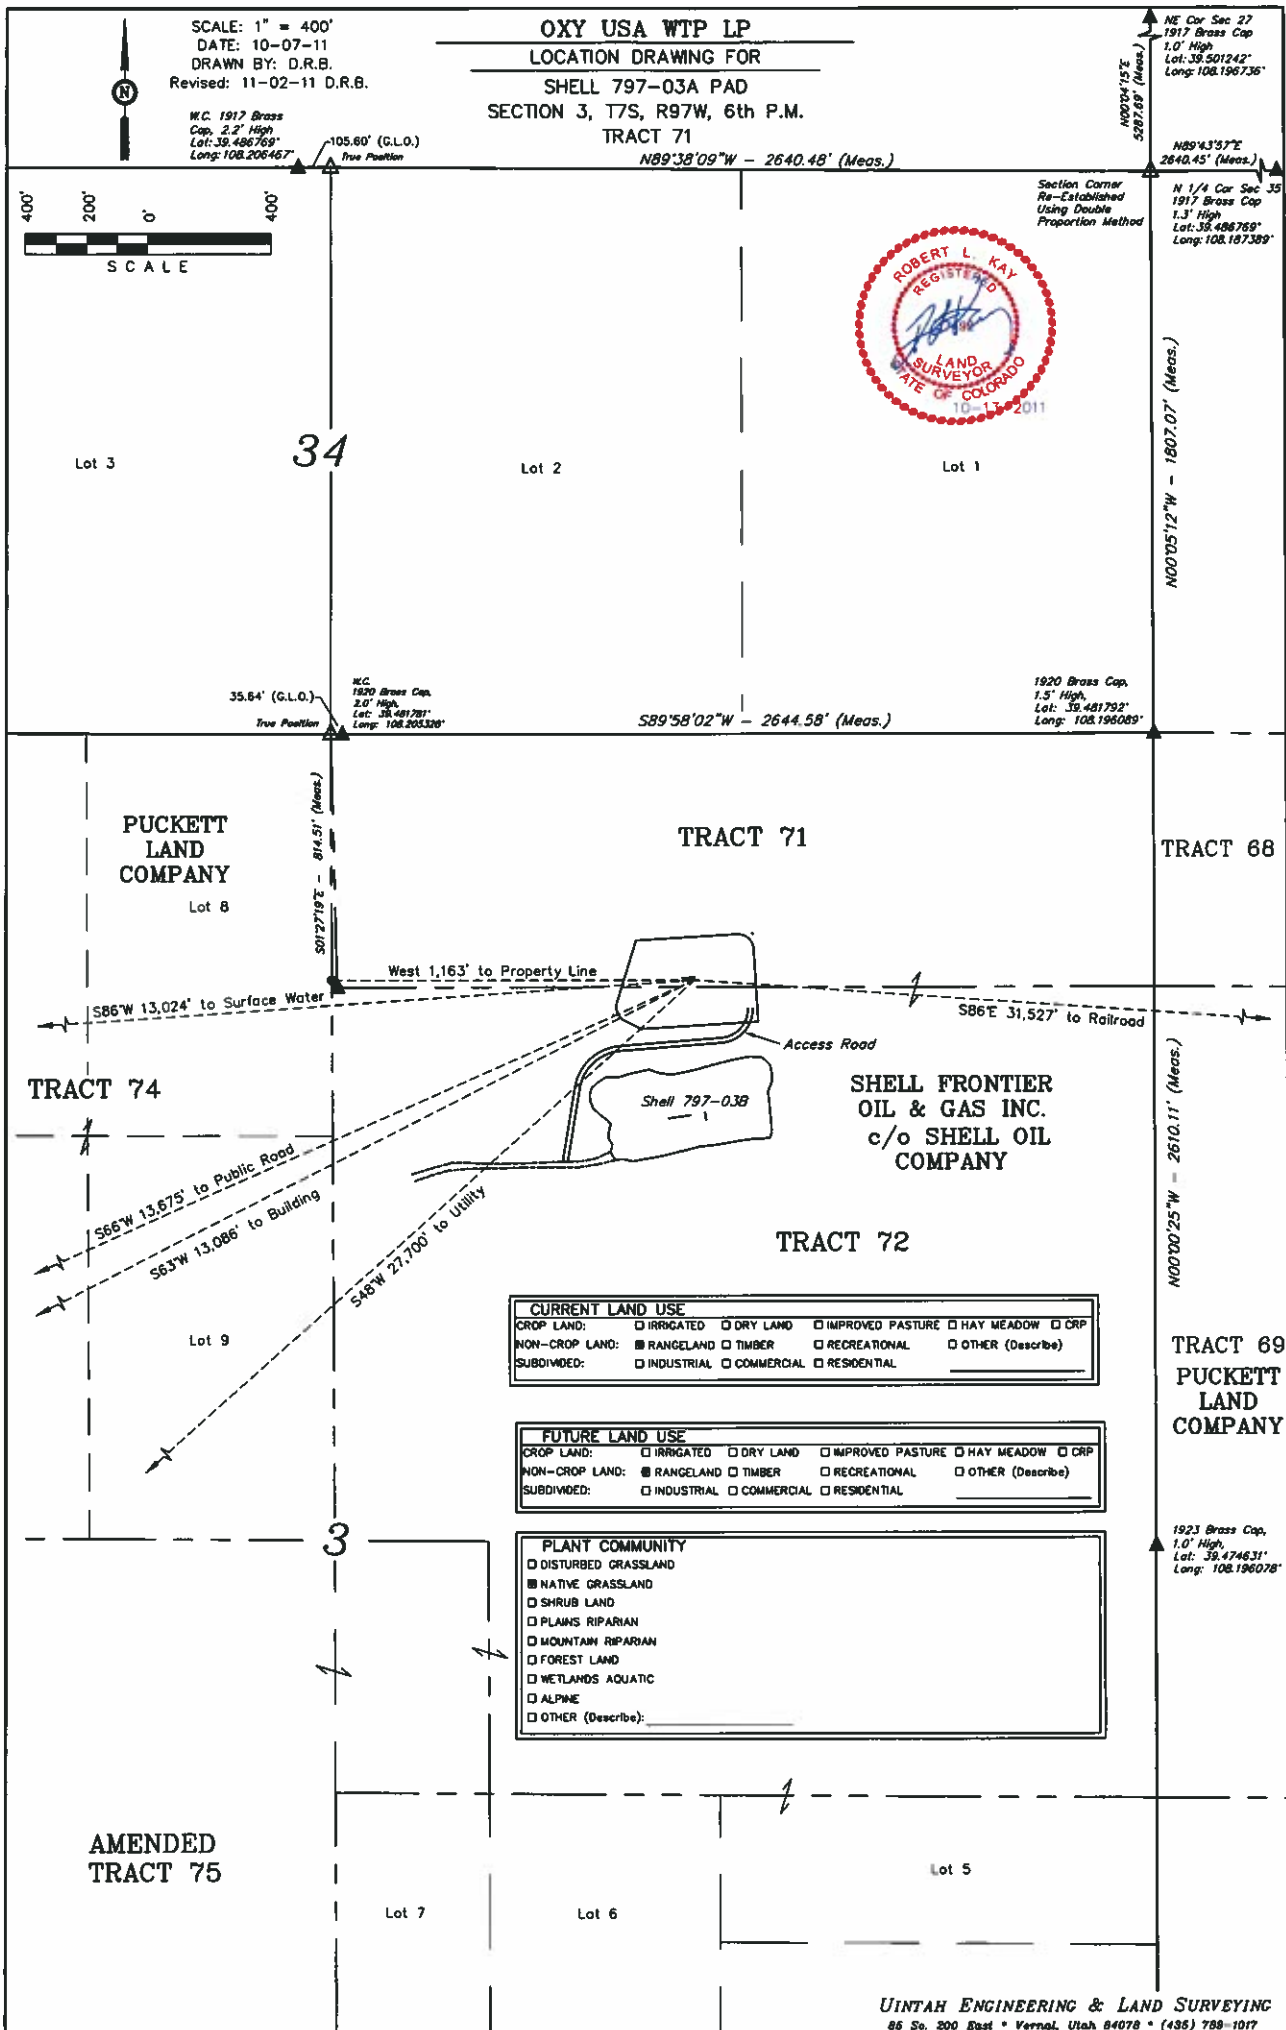 SCALE: 1" = 400'
DATE: 10-07-11
DRAWN BY: D.R.B.
Revised: 11-02-11 D.R.B.
OXY USA WTP LP
LOCATION DRAWING FOR
SHELL 797-03A PAD
SECTION 3, T7S, R97W, 6th P.M.
TRACT 71
NE Cor Sec 27
1917 Brass Cap
1.0' High
Lat: 39.501242°
Long: 108.196736°
N00°04'15"E
5287.69' (Meas.)
N
W.C. 1917 Brass
Cap, 2.2' High
Lat: 39.486769°
Long: 108.206467°
105.60' (G.L.O.)
True Position
N89°38'09"W - 2640.48' (Meas.)
N89°43'57"E
2640.45' (Meas.)
Section Corner
Re-Established
Using Double
Proportion Method
N 1/4 Cor Sec 35
1917 Brass Cap
1.3' High
Lat: 39.486769°
Long: 108.187389°
400' 200' 0' 400'
SCALE
ROBERT L. KAY
REGISTERED
LAND
SURVEYOR
STATE OF COLORADO
10-13-2011
N00°05'12"W - 1807.07' (Meas.)
34
Lot 3
Lot 2
Lot 1
35.64' (G.L.O.)
True Position
W.C.
1920 Brass Cap,
2.0' High,
Lat: 39.481781°
Long: 108.205328°
S89°58'02"W - 2644.58' (Meas.)
1920 Brass Cap,
1.5' High,
Lat: 39.481792°
Long: 108.196089°
S01°27'19"E - 814.51' (Meas.)
PUCKETT
LAND
COMPANY
Lot 8
TRACT 71
TRACT 68
West 1,163' to Property Line
S86°W 13,024' to Surface Water
S86°E 31,527' to Railroad
Access Road
TRACT 74
Shell 797-03B
SHELL FRONTIER
OIL & GAS INC.
c/o SHELL OIL
COMPANY
N00°00'25"W - 2610.11' (Meas.)
S66°W 13,675' to Public Road
S63°W 13,086' to Building
S48°W 27,700' to Utility
TRACT 72
Lot 9
CURRENT LAND USE
CROP LAND: IRRIGATED DRY LAND IMPROVED PASTURE HAY MEADOW CRP
NON-CROP LAND: RANGELAND TIMBER RECREATIONAL OTHER (Describe)
SUBDIVIDED: INDUSTRIAL COMMERCIAL RESIDENTIAL
TRACT 69
PUCKETT
LAND
COMPANY
FUTURE LAND USE
CROP LAND: IRRIGATED DRY LAND IMPROVED PASTURE HAY MEADOW CRP
NON-CROP LAND: RANGELAND TIMBER RECREATIONAL OTHER (Describe)
SUBDIVIDED: INDUSTRIAL COMMERCIAL RESIDENTIAL
3
1923 Brass Cap,
1.0' High,
Lat: 39.474631°
Long: 108.196078°
PLANT COMMUNITY
DISTURBED GRASSLAND
NATIVE GRASSLAND
SHRUB LAND
PLAINS RIPARIAN
MOUNTAIN RIPARIAN
FOREST LAND
WETLANDS AQUATIC
ALPINE
OTHER (Describe):
AMENDED
TRACT 75
Lot 5
Lot 7
Lot 6
UINTAH ENGINEERING & LAND SURVEYING
85 So. 200 East * Vernal, Utah 84078 * (435) 789-1017